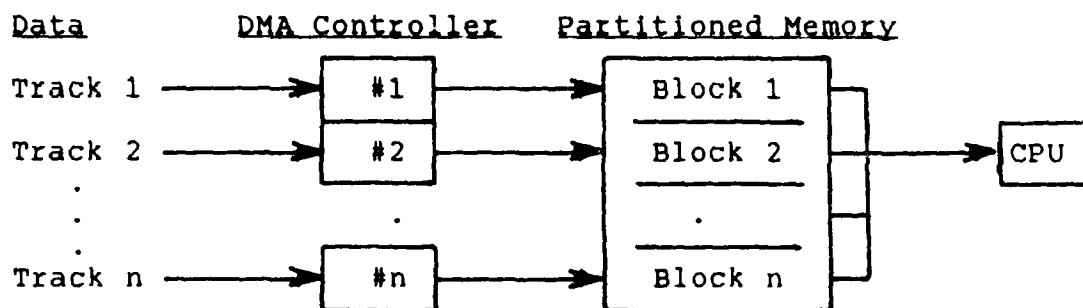 Data DMA Controller Partitioned Memory
Track 1 #1 Block 1
Track 2 #2 Block 2 CPU
.
. . .
.
Track n #n Block n